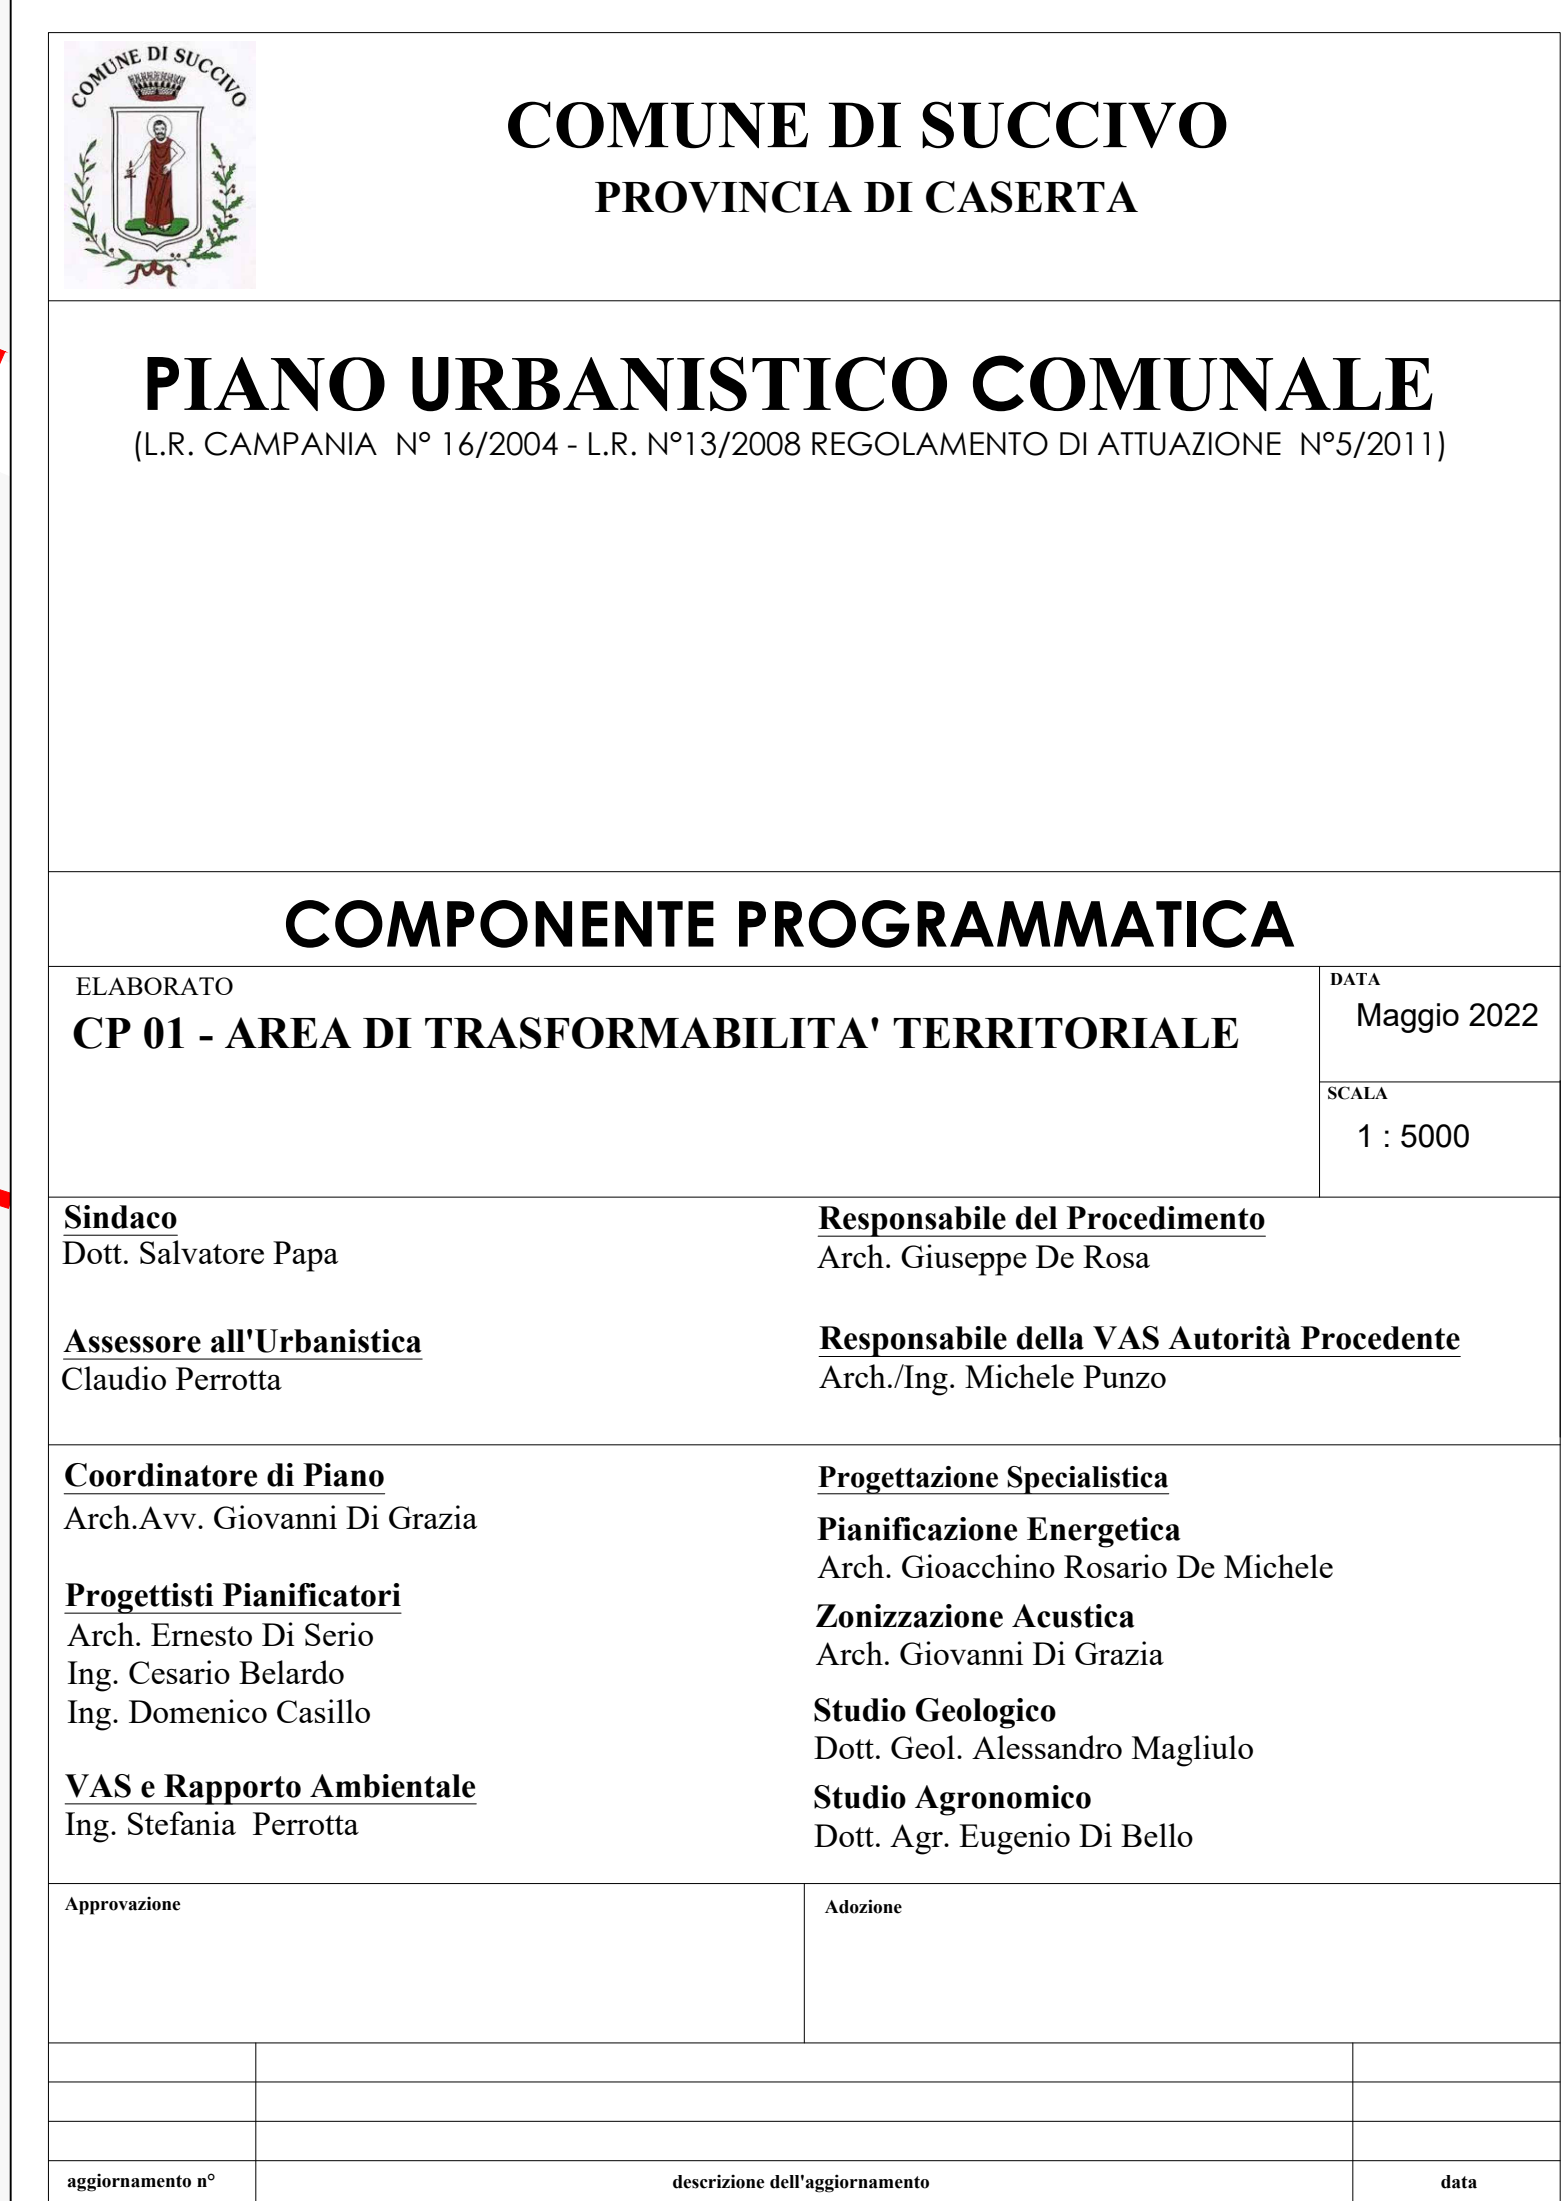 COMUNE DI SUCCIVO
COMUNE DI SUCCIVO
PROVINCIA DI CASERTA
PIANO URBANISTICO COMUNALE
(L.R. CAMPANIA N° 16/2004 - L.R. N°13/2008 REGOLAMENTO DI ATTUAZIONE N°5/2011)
COMPONENTE PROGRAMMATICA
ELABORATO
CP 01 - AREA DI TRASFORMABILITA' TERRITORIALE
DATA
Maggio 2022
SCALA
1 : 5000
Sindaco
Dott. Salvatore Papa
Assessore all'Urbanistica
Claudio Perrotta
Responsabile del Procedimento
Arch. Giuseppe De Rosa
Responsabile della VAS Autorità Procedente
Arch./Ing. Michele Punzo
Coordinatore di Piano
Arch.Avv. Giovanni Di Grazia
Progettisti Pianificatori
Arch. Ernesto Di Serio
Ing. Cesario Belardo
Ing. Domenico Casillo
VAS e Rapporto Ambientale
Ing. Stefania Perrotta
Progettazione Specialistica
Pianificazione Energetica
Arch. Gioacchino Rosario De Michele
Zonizzazione Acustica
Arch. Giovanni Di Grazia
Studio Geologico
Dott. Geol. Alessandro Magliulo
Studio Agronomico
Dott. Agr. Eugenio Di Bello
Approvazione
Adozione
aggiornamento n°
descrizione dell'aggiornamento
data